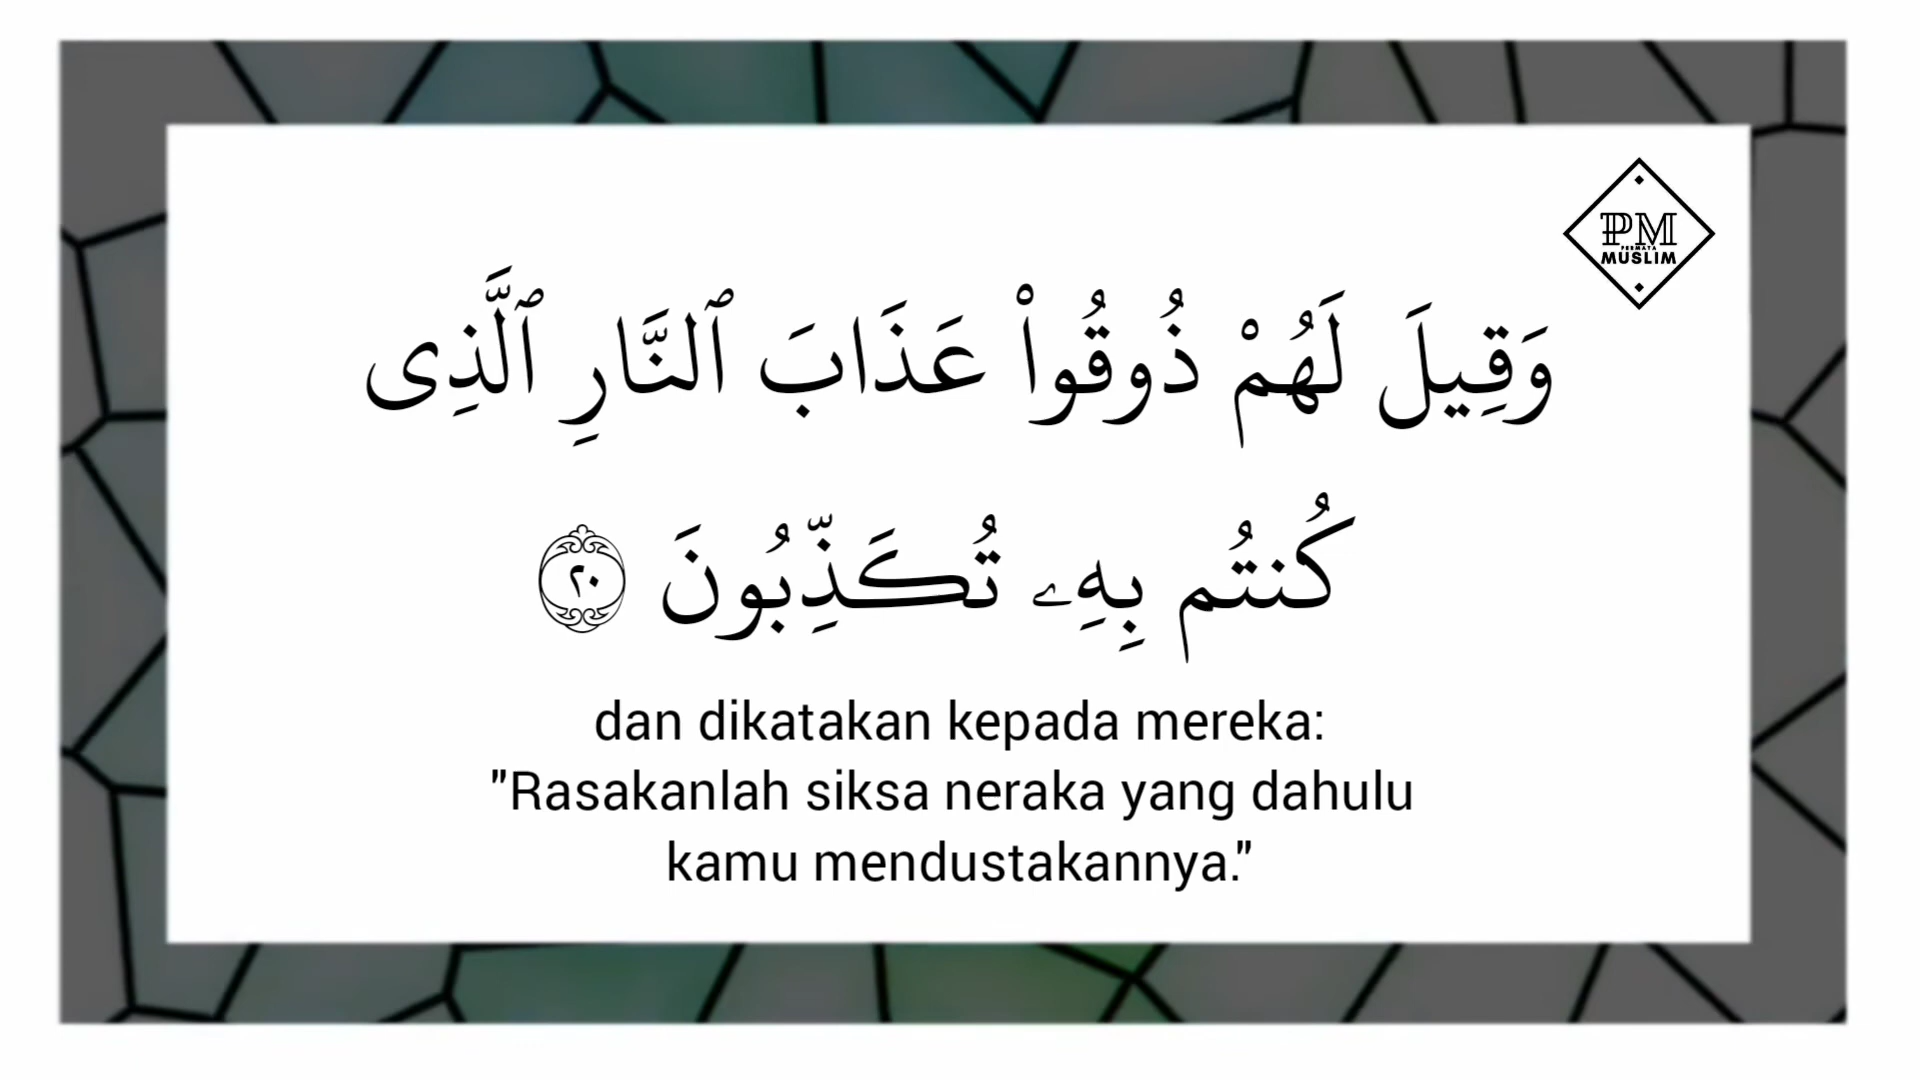 PM
PERMATA
MUSLIM
وَقِيلَ لَهُمْ ذُوقُوا۟ عَذَابَ ٱلنَّارِ ٱلَّذِى
كُنتُم بِهِۦ تُكَذِّبُونَ ٢٠
dan dikatakan kepada mereka:
"Rasakanlah siksa neraka yang dahulu
kamu mendustakannya."